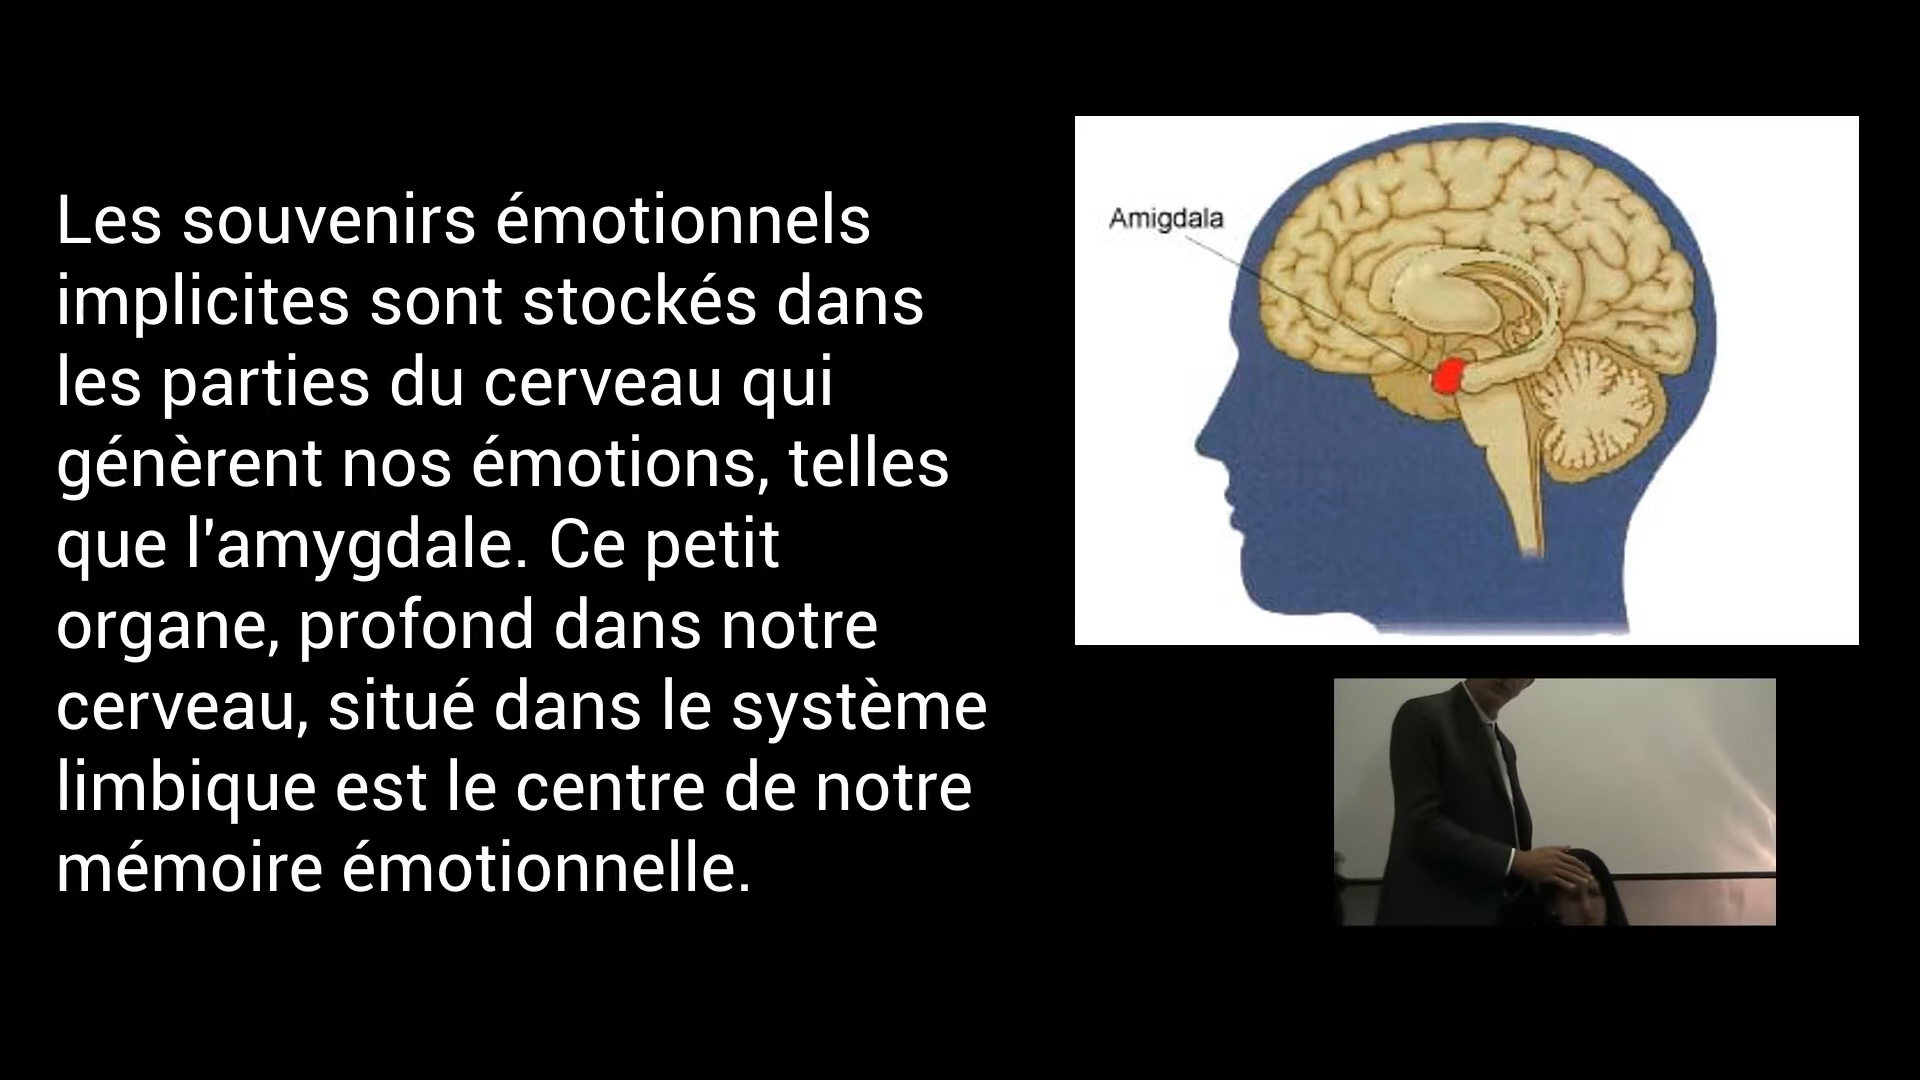 Les souvenirs émotionnels
implicites sont stockés dans
les parties du cerveau qui
génèrent nos émotions, telles
que l'amygdale. Ce petit
organe, profond dans notre
cerveau, situé dans le système
limbique est le centre de notre
mémoire émotionnelle.
Amigdala